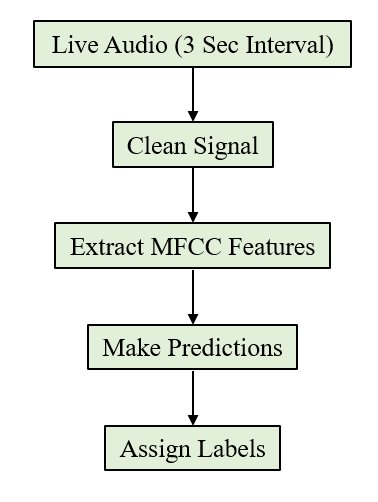 Live Audio (3 Sec Interval)
Clean Signal
Extract MFCC Features
Make Predictions
Assign Labels